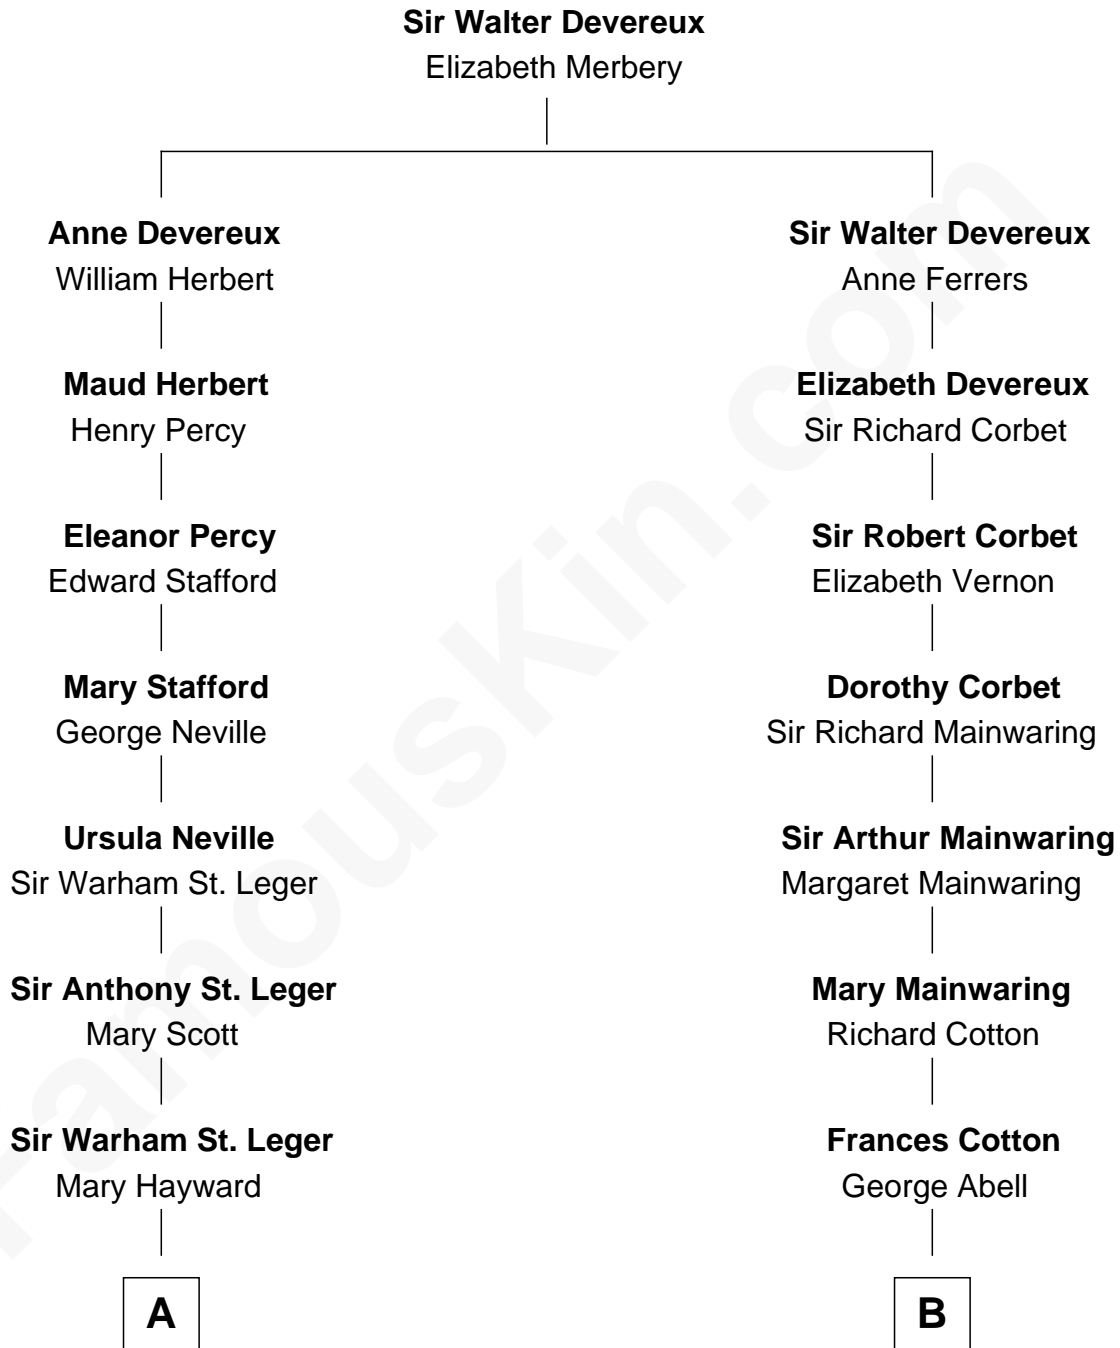 Sir Walter Devereux
Elizabeth Merbery
Anne Devereux
William Herbert
Sir Walter Devereux
Anne Ferrers
Maud Herbert
Henry Percy
Elizabeth Devereux
Sir Richard Corbet
Eleanor Percy
Edward Stafford
Sir Robert Corbet
Elizabeth Vernon
Mary Stafford
George Neville
Dorothy Corbet
Sir Richard Mainwaring
Ursula Neville
Sir Warham St. Leger
Sir Arthur Mainwaring
Margaret Mainwaring
Sir Anthony St. Leger
Mary Scott
Mary Mainwaring
Richard Cotton
Sir Warham St. Leger
Mary Hayward
Frances Cotton
George Abell
A
B
FamousKin.com